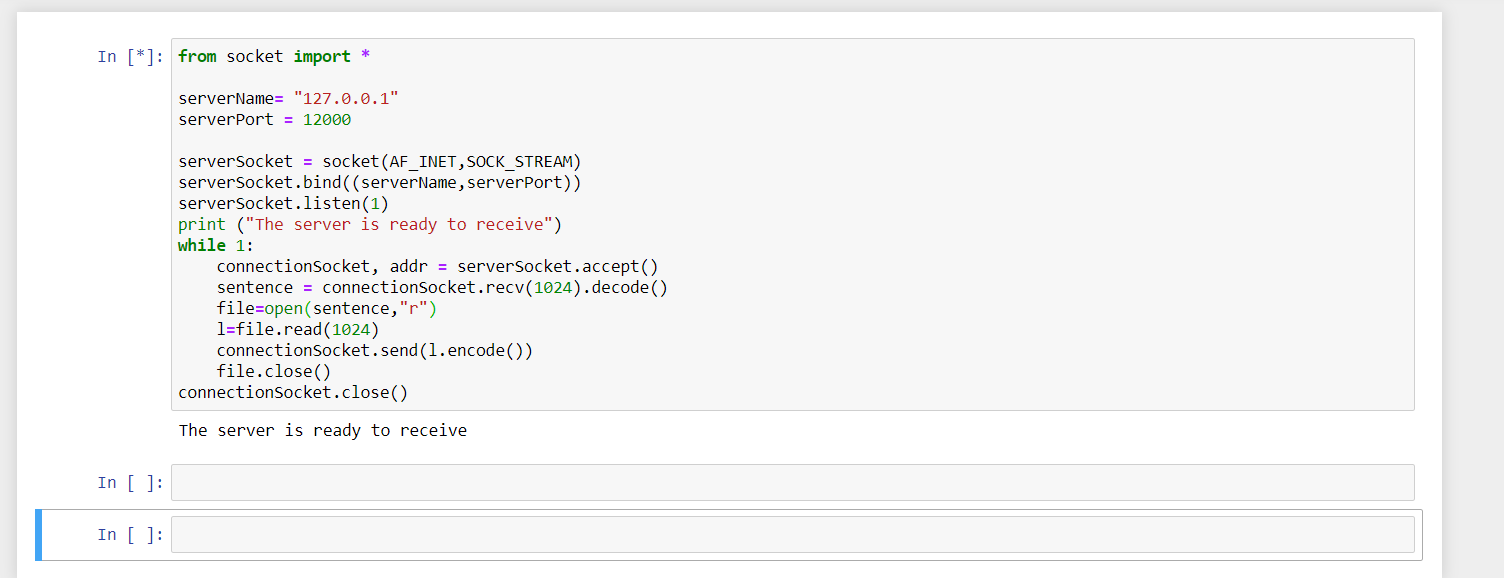 In [*]: from socket import *
serverName= "127.0.0.1"
serverPort = 12000
serverSocket = socket(AF_INET,SOCK_STREAM)
serverSocket.bind((serverName,serverPort))
serverSocket.listen(1)
print ("The server is ready to receive")
while 1:
    connectionSocket, addr = serverSocket.accept()
    sentence = connectionSocket.recv(1024).decode()
    file=open(sentence,"r")
    l=file.read(1024)
    connectionSocket.send(l.encode())
    file.close()
connectionSocket.close()
The server is ready to receive
In [ ]:
In [ ]: